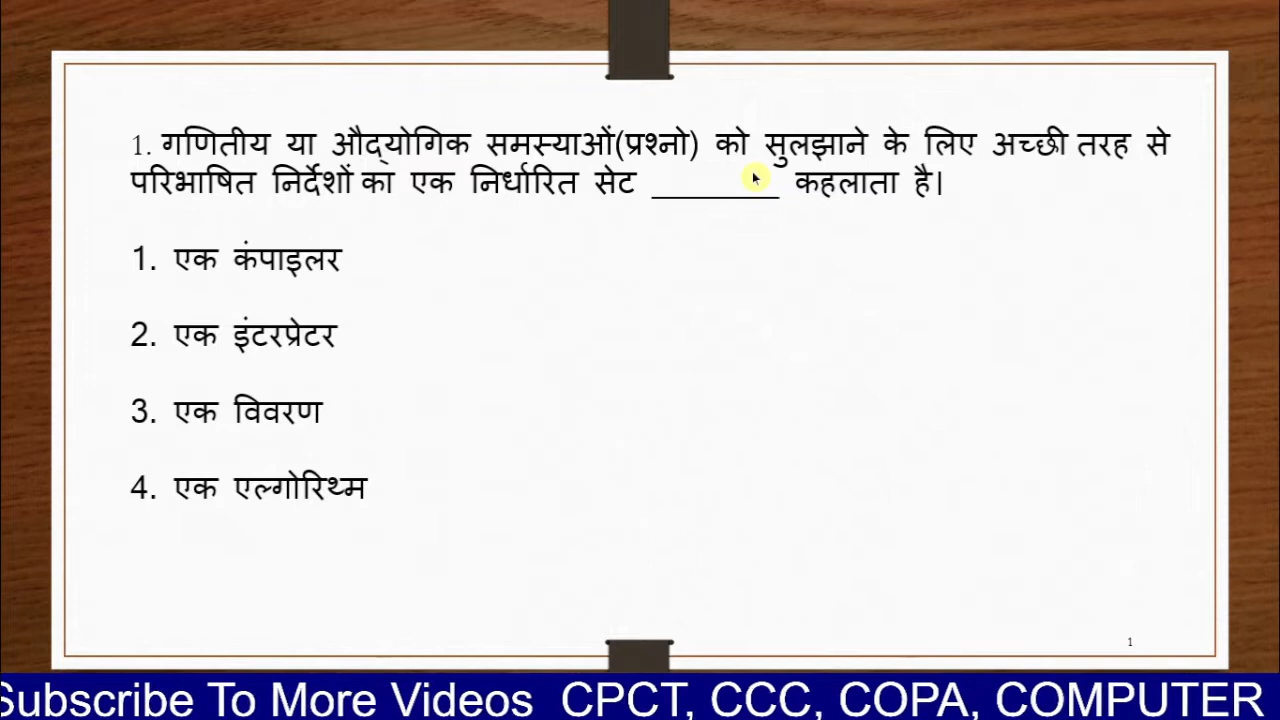 1. गणितीय या औद्योगिक समस्याओं(प्रश्नो) को सुलझाने के लिए अच्छी तरह से
परिभाषित निर्देशों का एक निर्धारित सेट ________ कहलाता है।
1. एक कंपाइलर
2. एक इंटरप्रेटर
3. एक विवरण
4. एक एल्गोरिथ्म
1
Subscribe To More Videos CPCT, CCC, COPA, COMPUTER